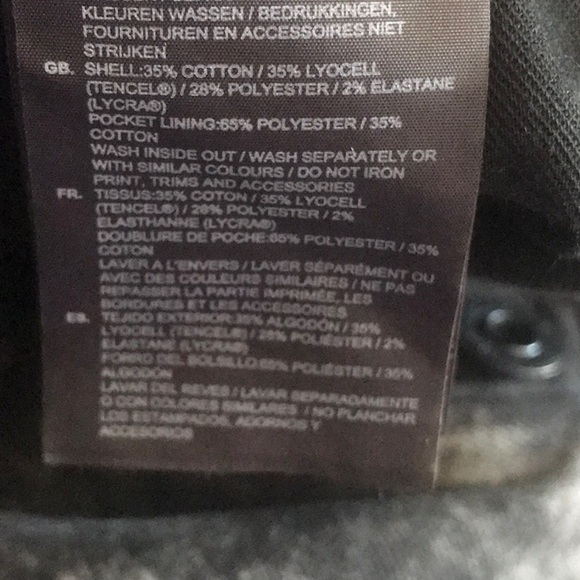 KLEUREN WASSEN / BEDRUKKINGEN,
FOURNITUREN EN ACCESSOIRES NIET
STRIJKEN
GB. SHELL:35% COTTON / 35% LYOCELL
(TENCEL®) / 28% POLYESTER / 2% ELASTANE
(LYCRA®)
POCKET LINING:65% POLYESTER / 35%
COTTON
WASH INSIDE OUT / WASH SEPARATELY OR
WITH SIMILAR COLOURS / DO NOT IRON
PRINT, TRIMS AND ACCESSORIES
FR. TISSUS:35% COTON / 35% LYOCELL
(TENCEL®) / 28% POLYESTER / 2%
ELASTHANNE (LYCRA®)
DOUBLURE DE POCHE:65% POLYESTER / 35%
COTON
LAVER A L'ENVERS / LAVER SÉPARÉMENT OU
AVEC DES COULEURS SIMILAIRES / NE PAS
REPASSER LA PARTIE IMPRIMÉE, LES
BORDURES ET LES ACCESSOIRES
ES. TEJIDO EXTERIOR:35% ALGODÓN / 35%
LYOCELL (TENCEL®) / 28% POLIÉSTER / 2%
ELASTANE (LYCRA®)
FORRO DEL BOLSILLO:65% POLIÉSTER / 35%
ALGODÓN
LAVAR DEL REVÉS / LAVAR SEPARADAMENTE
O CON COLORES SIMILARES / NO PLANCHAR
LOS ESTAMPADOS, ADORNOS Y
ACCESORIOS